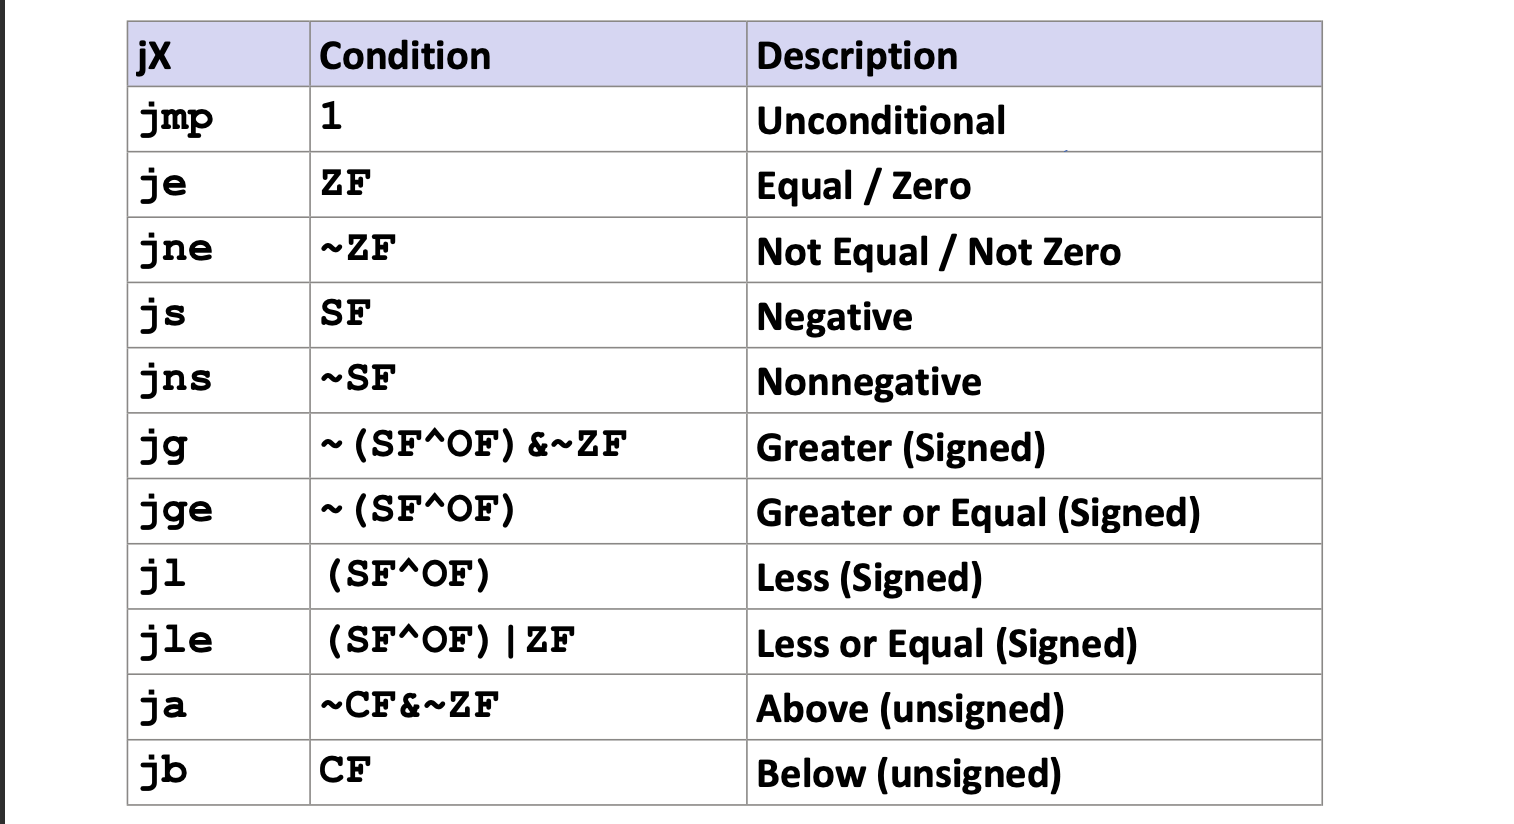 jX Condition Description
jmp 1 Unconditional
je ZF Equal / Zero
jne ~ZF Not Equal / Not Zero
js SF Negative
jns ~SF Nonnegative
jg ~(SF^OF)&~ZF Greater (Signed)
jge ~(SF^OF) Greater or Equal (Signed)
jl (SF^OF) Less (Signed)
jle (SF^OF)|ZF Less or Equal (Signed)
ja ~CF&~ZF Above (unsigned)
jb CF Below (unsigned)